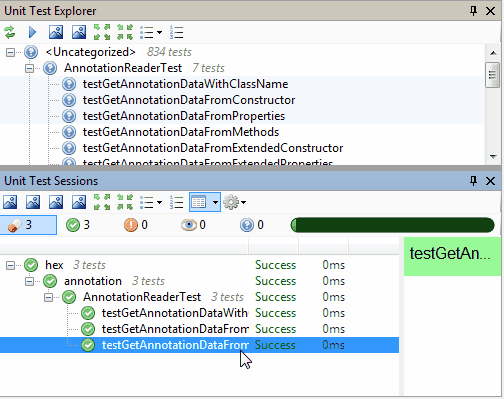 Unit Test Explorer
<Uncategorized> 834 tests
AnnotationReaderTest 7 tests
testGetAnnotationDataWithClassName
testGetAnnotationDataFromConstructor
testGetAnnotationDataFromProperties
testGetAnnotationDataFromMethods
testGetAnnotationDataFromExtendedConstructor
testGetAnnotationDataFromExtendedProperties
Unit Test Sessions
3 3 0 0 0
hex 3 tests Success 0ms
annotation 3 tests Success 0ms
AnnotationReaderTest 3 tests Success 0ms
testGetAnnotationDataWith Success 0ms
testGetAnnotationDataFrom Success 0ms
testGetAnnotationDataFrom Success 0ms
testGetAn...